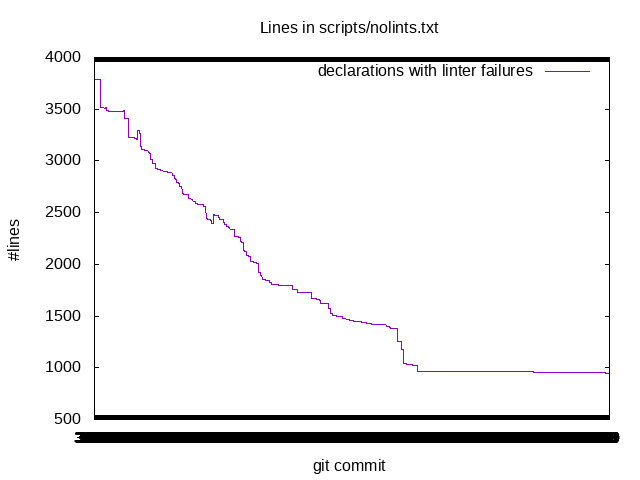 Lines in scripts/nolints.txt
declarations with linter failures
4000
3500
3000
2500
2000
1500
1000
500
#lines
git commit